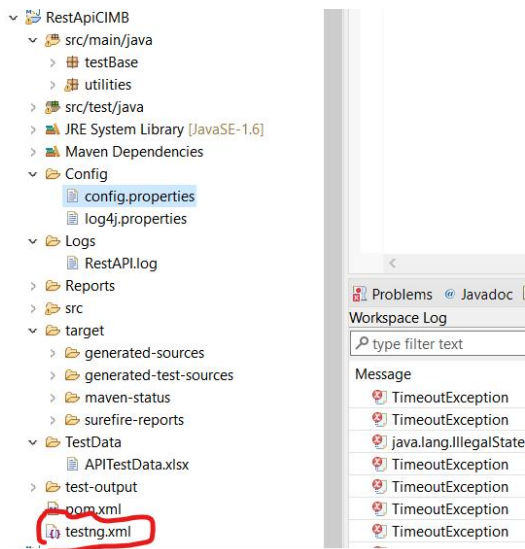 RestApiCIMB
src/main/java
testBase
utilities
src/test/java
JRE System Library [JavaSE-1.6]
Maven Dependencies
Config
config.properties
log4j.properties
Logs
RestAPI.log
Reports
src
target
generated-sources
generated-test-sources
maven-status
surefire-reports
TestData
APITestData.xlsx
test-output
pom.xml
testng.xml
Problems @ Javadoc
Workspace Log
type filter text
Message
TimeoutException
TimeoutException
java.lang.IllegalState
TimeoutException
TimeoutException
TimeoutException
TimeoutException